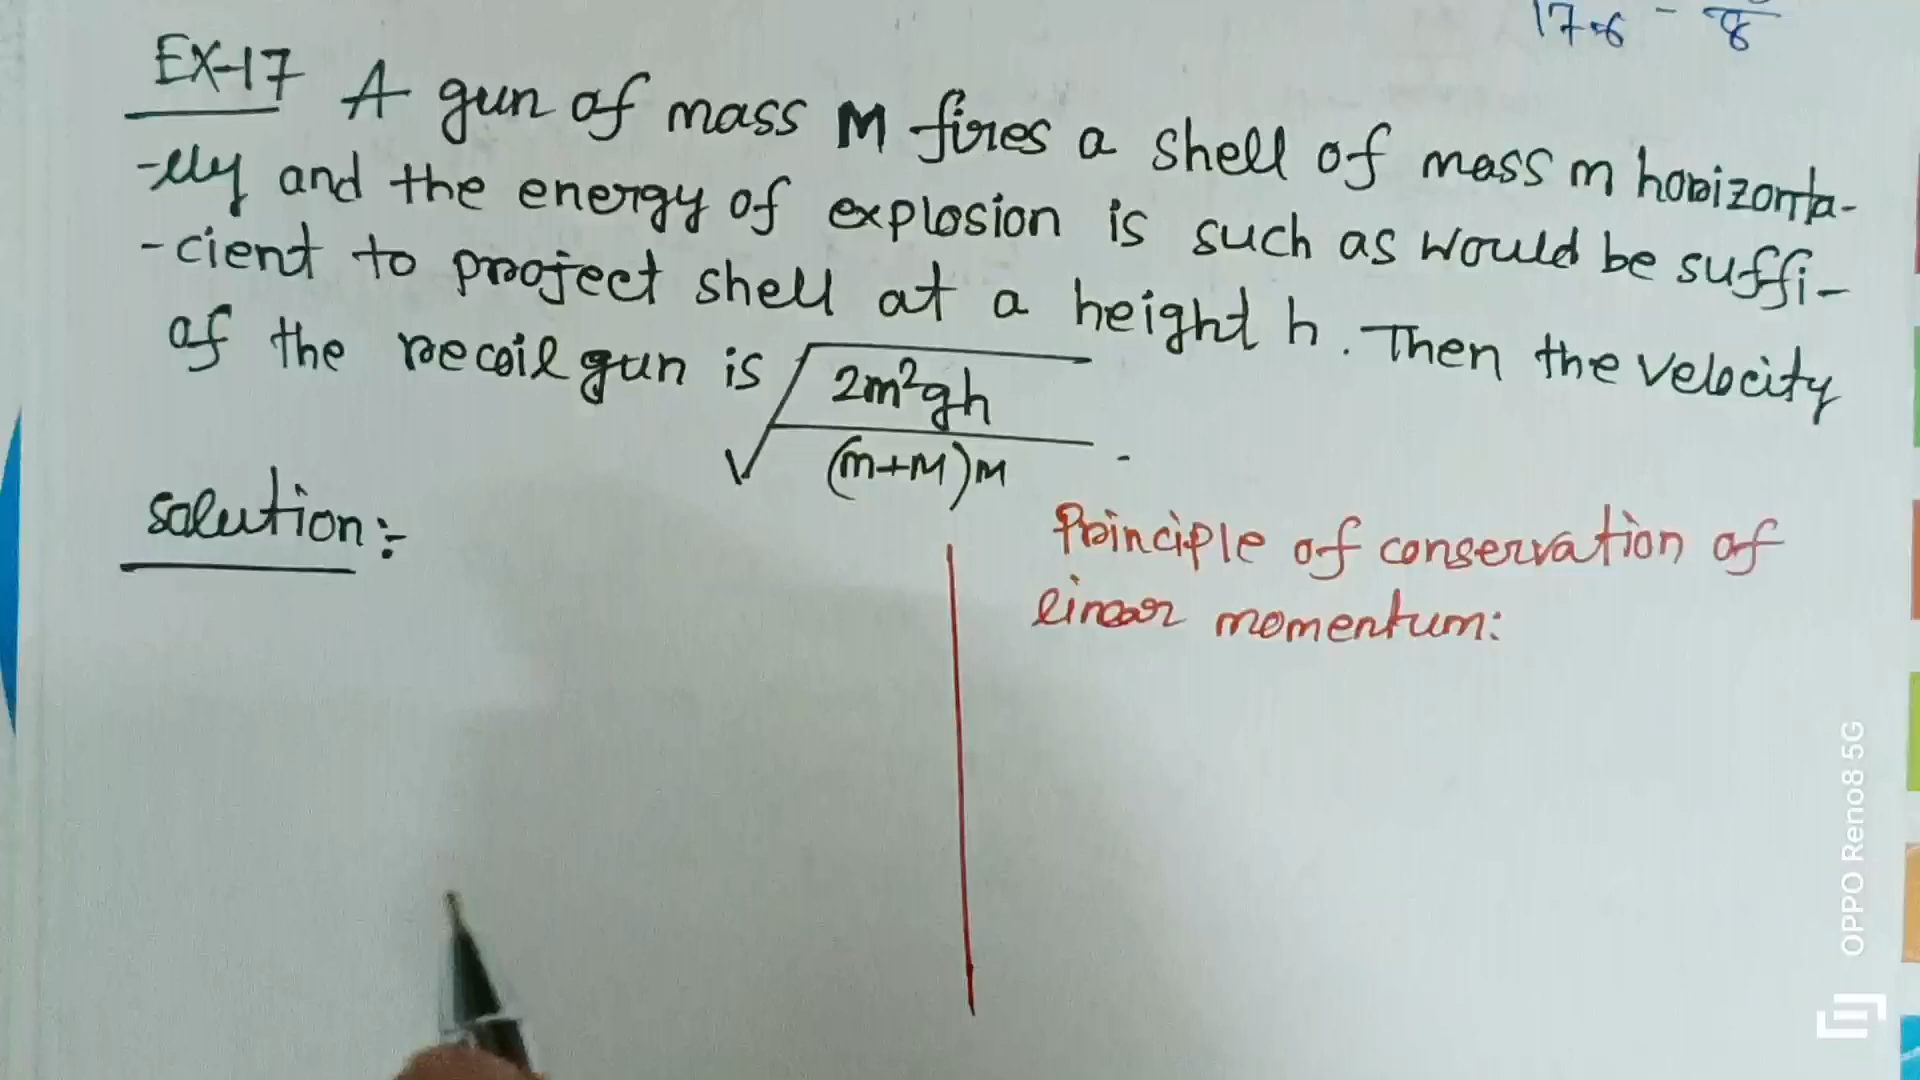 17.6 - 8
EX-17 A gun of mass M fires a shell of mass m horizonta-
-lly and the energy of explosion is such as would be suffi-
-cient to project shell at a height h. Then the velocity
of the recoil gun is √(2m²gh/(m+M)M).
Solution:-
Principle of conservation of
linear momentum:
OPPO Reno8 5G